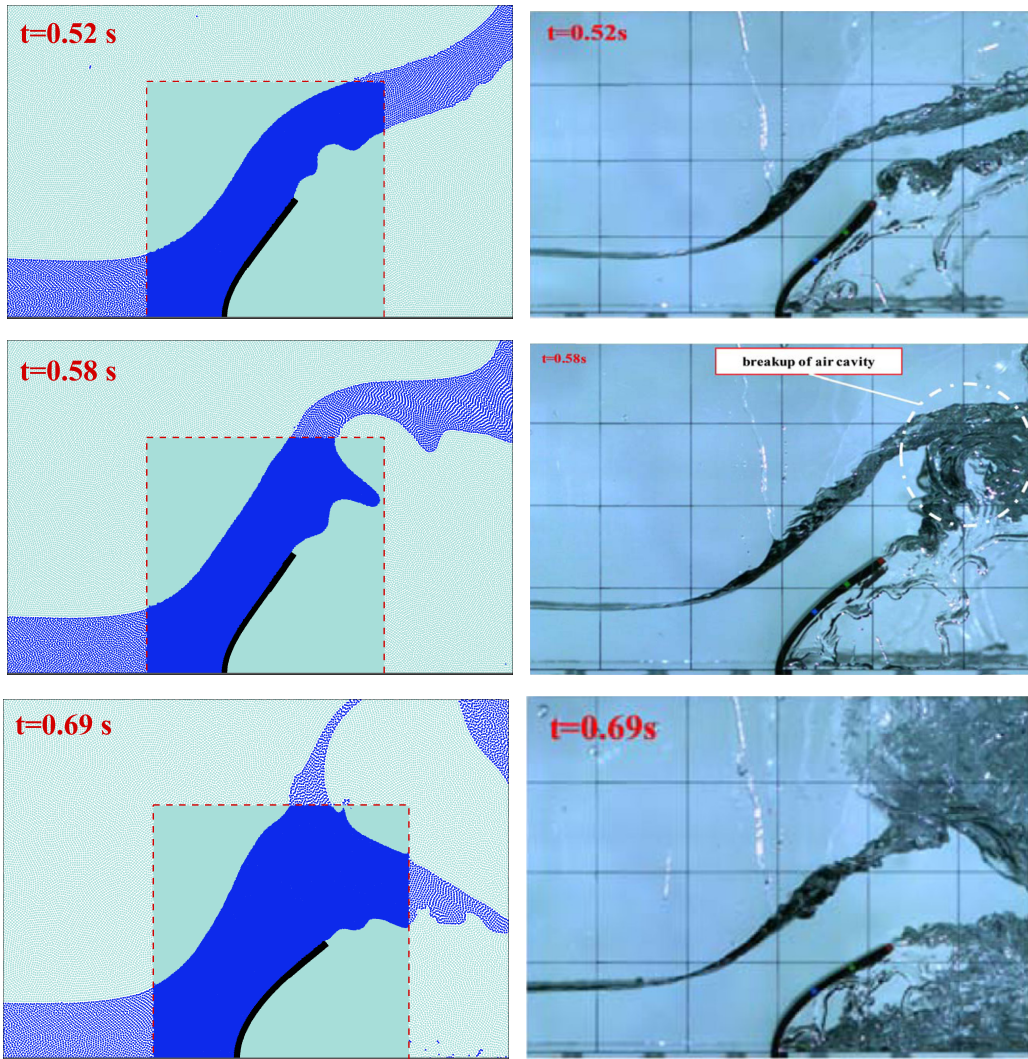 t=0.52 s
t=0.52s
t=0.58 s
t=0.58s
breakup of air cavity
t=0.69 s
t=0.69s